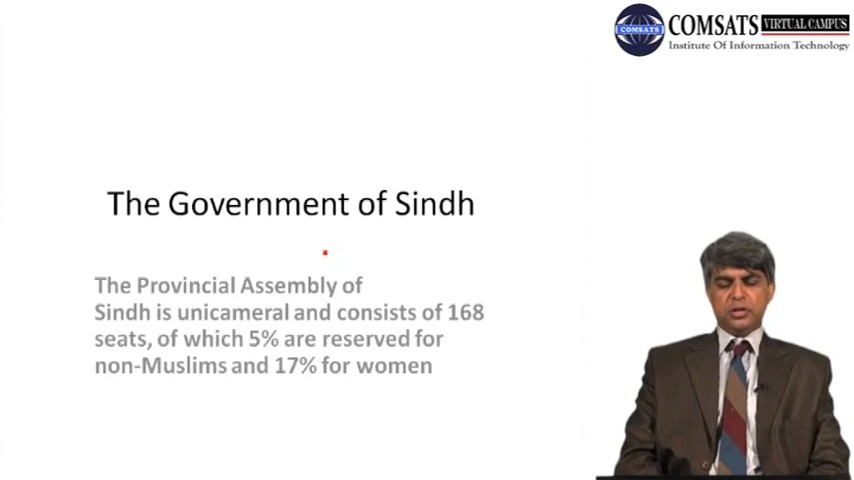 COMSATS
COMSATS VIRTUAL CAMPUS
Institute Of Information Technology
The Government of Sindh
The Provincial Assembly of
Sindh is unicameral and consists of 168
seats, of which 5% are reserved for
non-Muslims and 17% for women